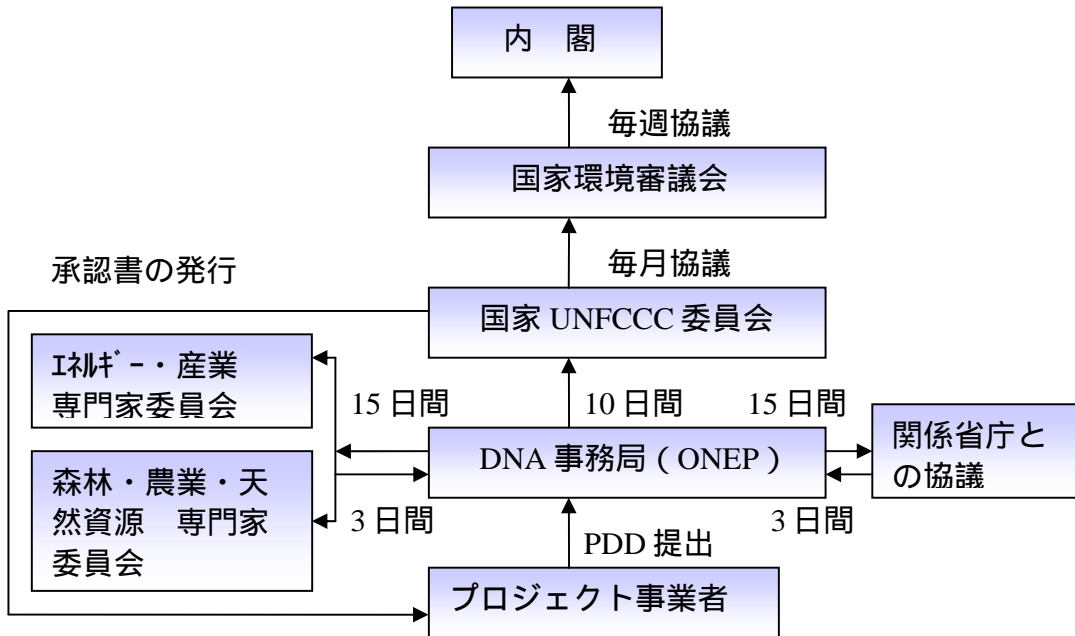 内　閣
毎週協議
国家環境審議会
承認書の発行
毎月協議
国家 UNFCCC 委員会
ｴﾈﾙｷﾞｰ・産業
専門家委員会
15 日間
10 日間
15 日間
DNA 事務局（ONEP）
関係省庁と
の協議
森林・農業・天
然資源　専門家
委員会
3 日間
3 日間
PDD 提出
プロジェクト事業者